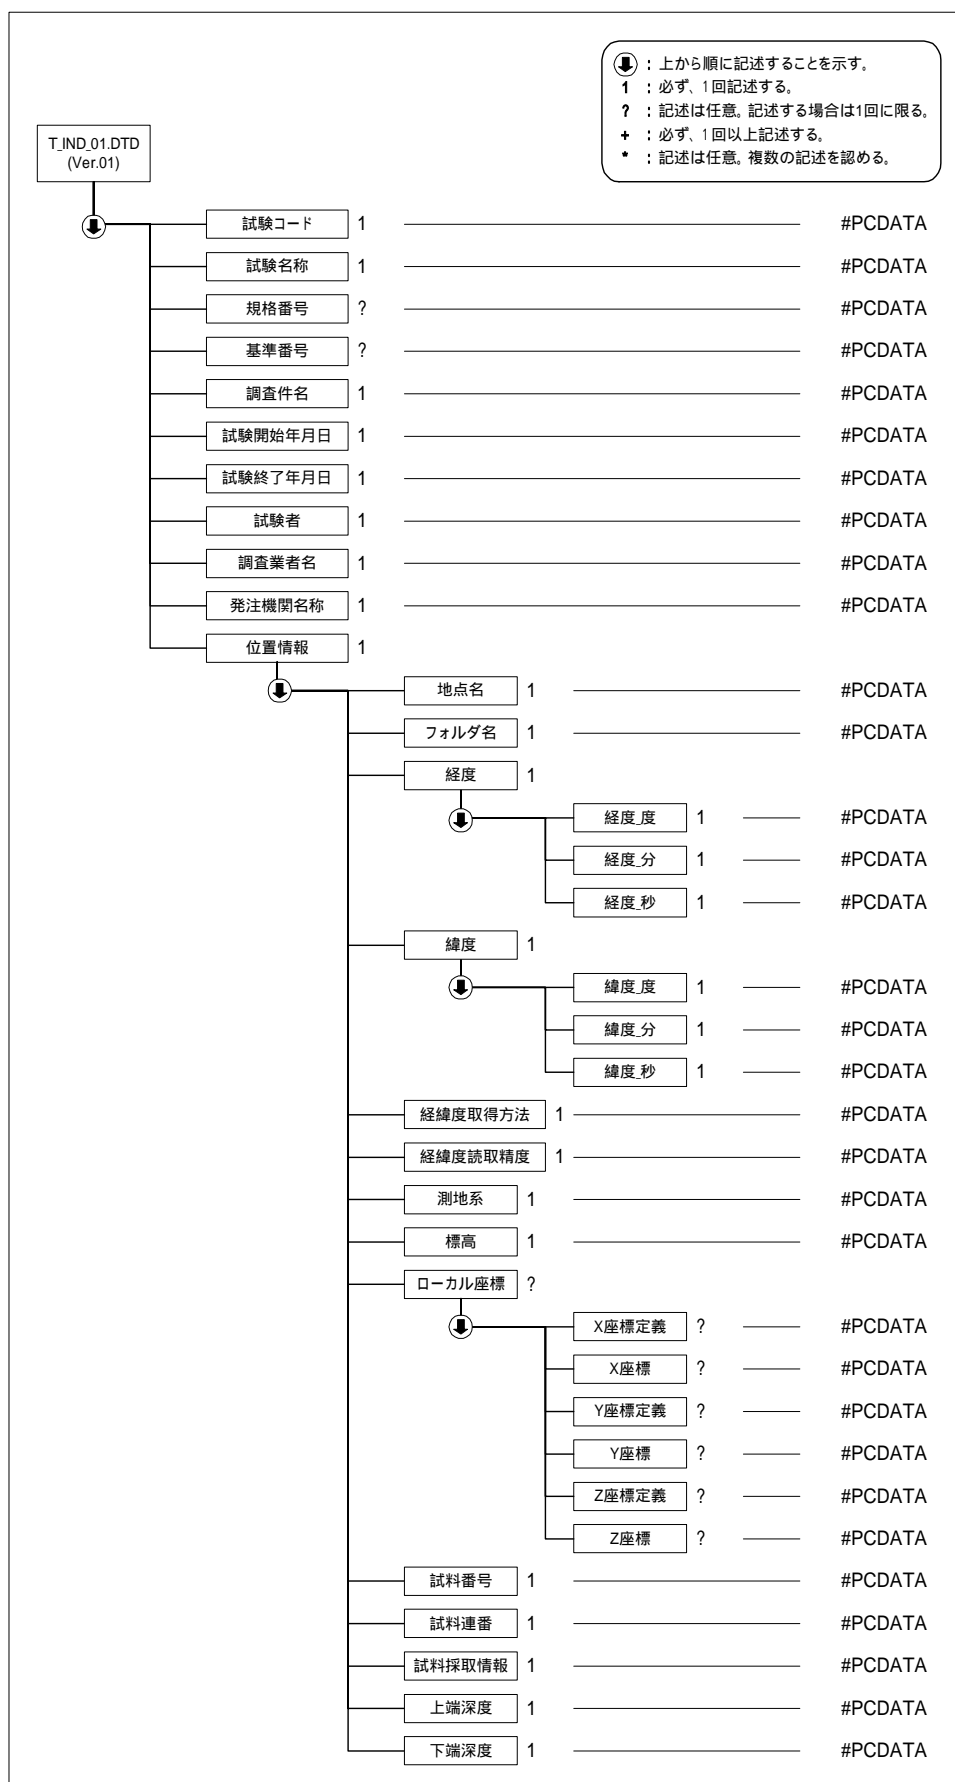 : 上から順に記述することを示す。
1 : 必ず、1回記述する。
? : 記述は任意。記述する場合は1回に限る。
+ : 必ず、1回以上記述する。
* : 記述は任意。複数の記述を認める。
T_IND_01.DTD
(Ver.01)
試験コード 1 #PCDATA
試験名称 1 #PCDATA
規格番号 ? #PCDATA
基準番号 ? #PCDATA
調査件名 1 #PCDATA
試験開始年月日 1 #PCDATA
試験終了年月日 1 #PCDATA
試験者 1 #PCDATA
調査業者名 1 #PCDATA
発注機関名称 1 #PCDATA
位置情報 1
地点名 1 #PCDATA
フォルダ名 1 #PCDATA
経度 1
経度_度 1 #PCDATA
経度_分 1 #PCDATA
経度_秒 1 #PCDATA
緯度 1
緯度_度 1 #PCDATA
緯度_分 1 #PCDATA
緯度_秒 1 #PCDATA
経緯度取得方法 1 #PCDATA
経緯度読取精度 1 #PCDATA
測地系 1 #PCDATA
標高 1 #PCDATA
ローカル座標 ?
X座標定義 ? #PCDATA
X座標 ? #PCDATA
Y座標定義 ? #PCDATA
Y座標 ? #PCDATA
Z座標定義 ? #PCDATA
Z座標 ? #PCDATA
試料番号 1 #PCDATA
試料連番 1 #PCDATA
試料採取情報 1 #PCDATA
上端深度 1 #PCDATA
下端深度 1 #PCDATA